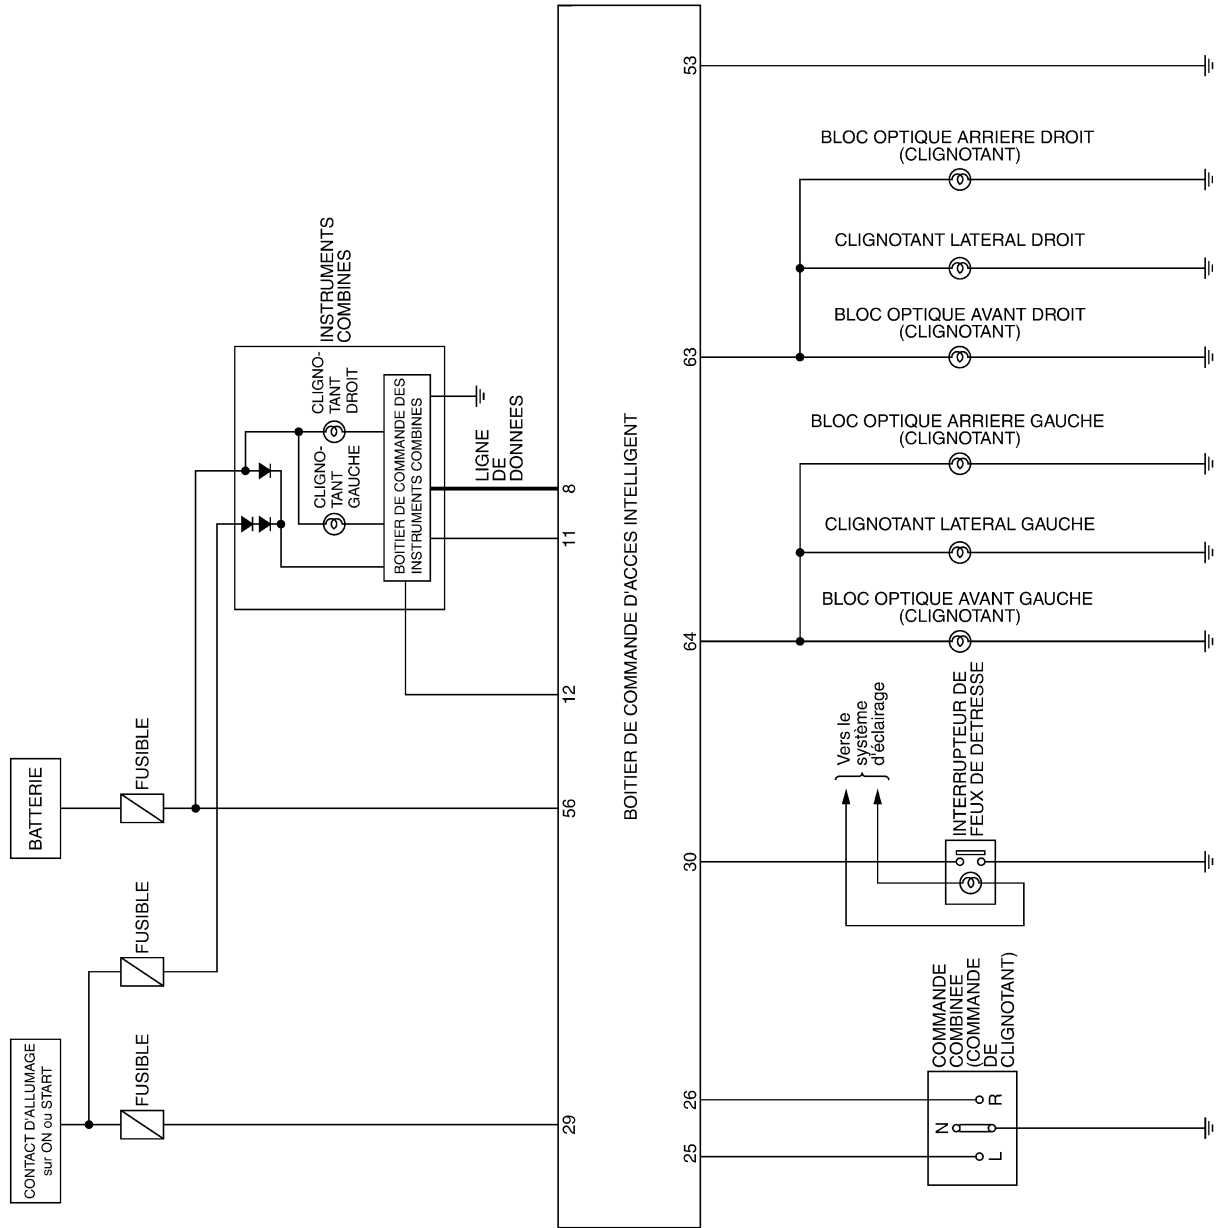 BATTERIE
FUSIBLE
FUSIBLE
CONTACT D'ALLUMAGE
sur ON ou START
FUSIBLE
INSTRUMENTS
COMBINES
CLIGNO-
TANT
DROIT
CLIGNO-
TANT
GAUCHE
BOITIER DE COMMANDE DES
INSTRUMENTS COMBINES
LIGNE
DE
DONNEES
8
11
12
56
29
BOITIER DE COMMANDE D'ACCES INTELLIGENT
53
BLOC OPTIQUE ARRIERE DROIT
(CLIGNOTANT)
CLIGNOTANT LATERAL DROIT
BLOC OPTIQUE AVANT DROIT
(CLIGNOTANT)
63
BLOC OPTIQUE ARRIERE GAUCHE
(CLIGNOTANT)
CLIGNOTANT LATERAL GAUCHE
BLOC OPTIQUE AVANT GAUCHE
(CLIGNOTANT)
64
Vers le
système
d'éclairage
INTERRUPTEUR DE
FEUX DE DETRESSE
30
COMMANDE
COMBINEE
(COMMANDE
DE
CLIGNOTANT)
26
R
N
25
L